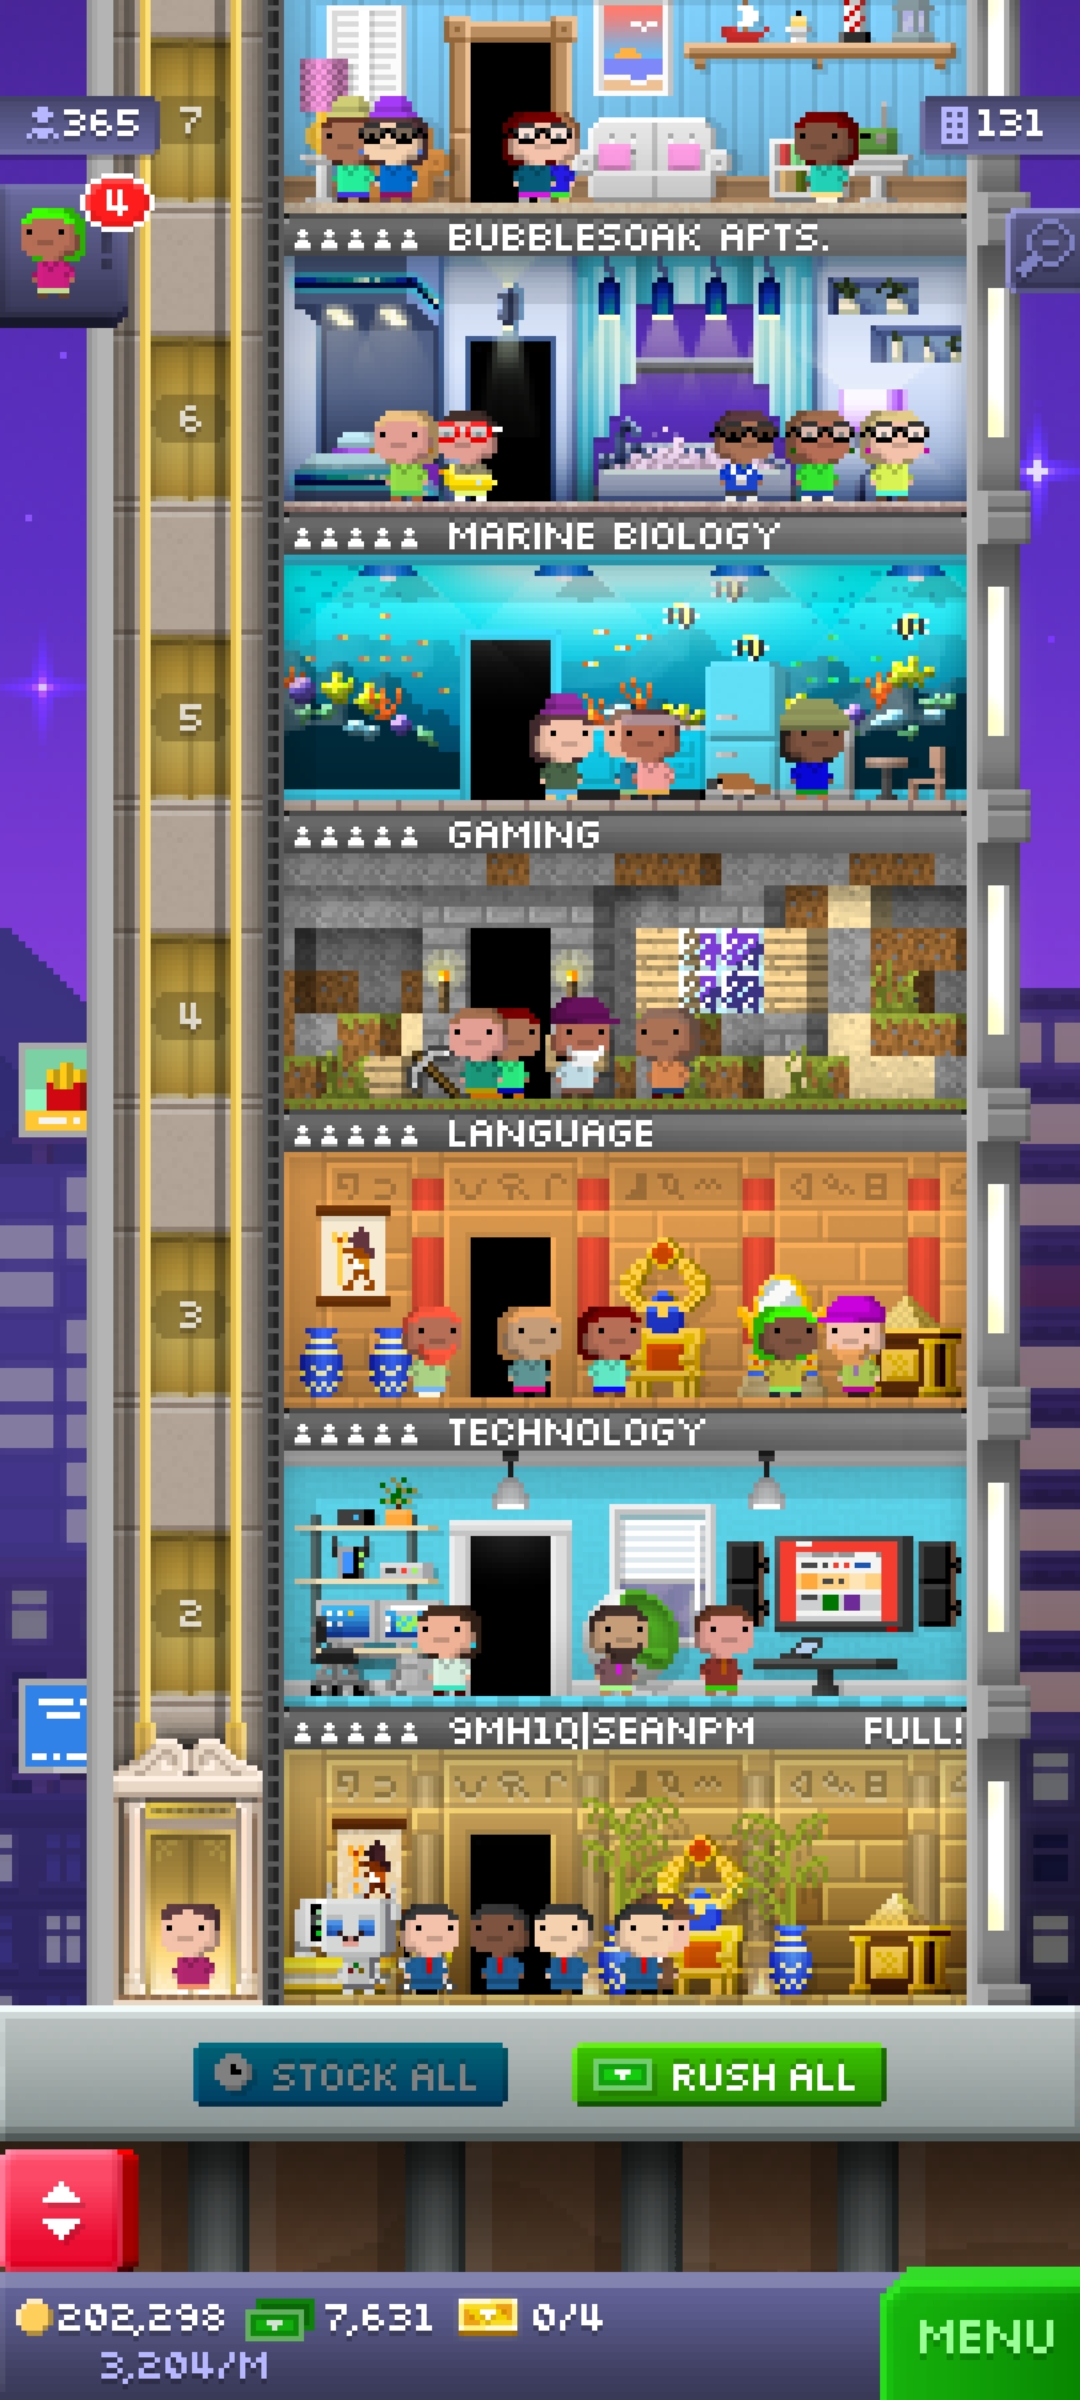 365
7
131
4
BUBBLESOAK APTS.
6
MARINE BIOLOGY
5
GAMING
4
LANGUAGE
3
TECHNOLOGY
2
9MH1Q|SEANPM FULL!
STOCK ALL
RUSH ALL
202,298 7,631 0/4
3,204/M
MENU